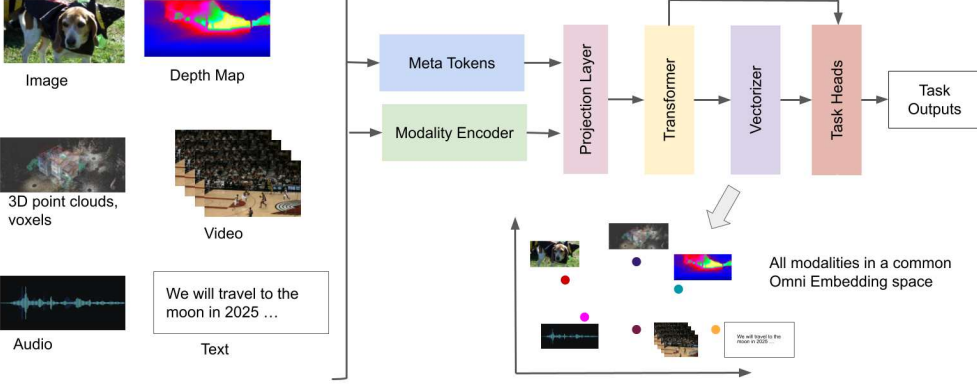 Image
Depth Map
3D point clouds,
voxels
Video
Audio
We will travel to the
moon in 2025 ...
Text
Meta Tokens
Modality Encoder
Projection Layer
Transformer
Vectorizer
Task Heads
Task
Outputs
All modalities in a common
Omni Embedding space
We will travel to the
moon in 2025 ...